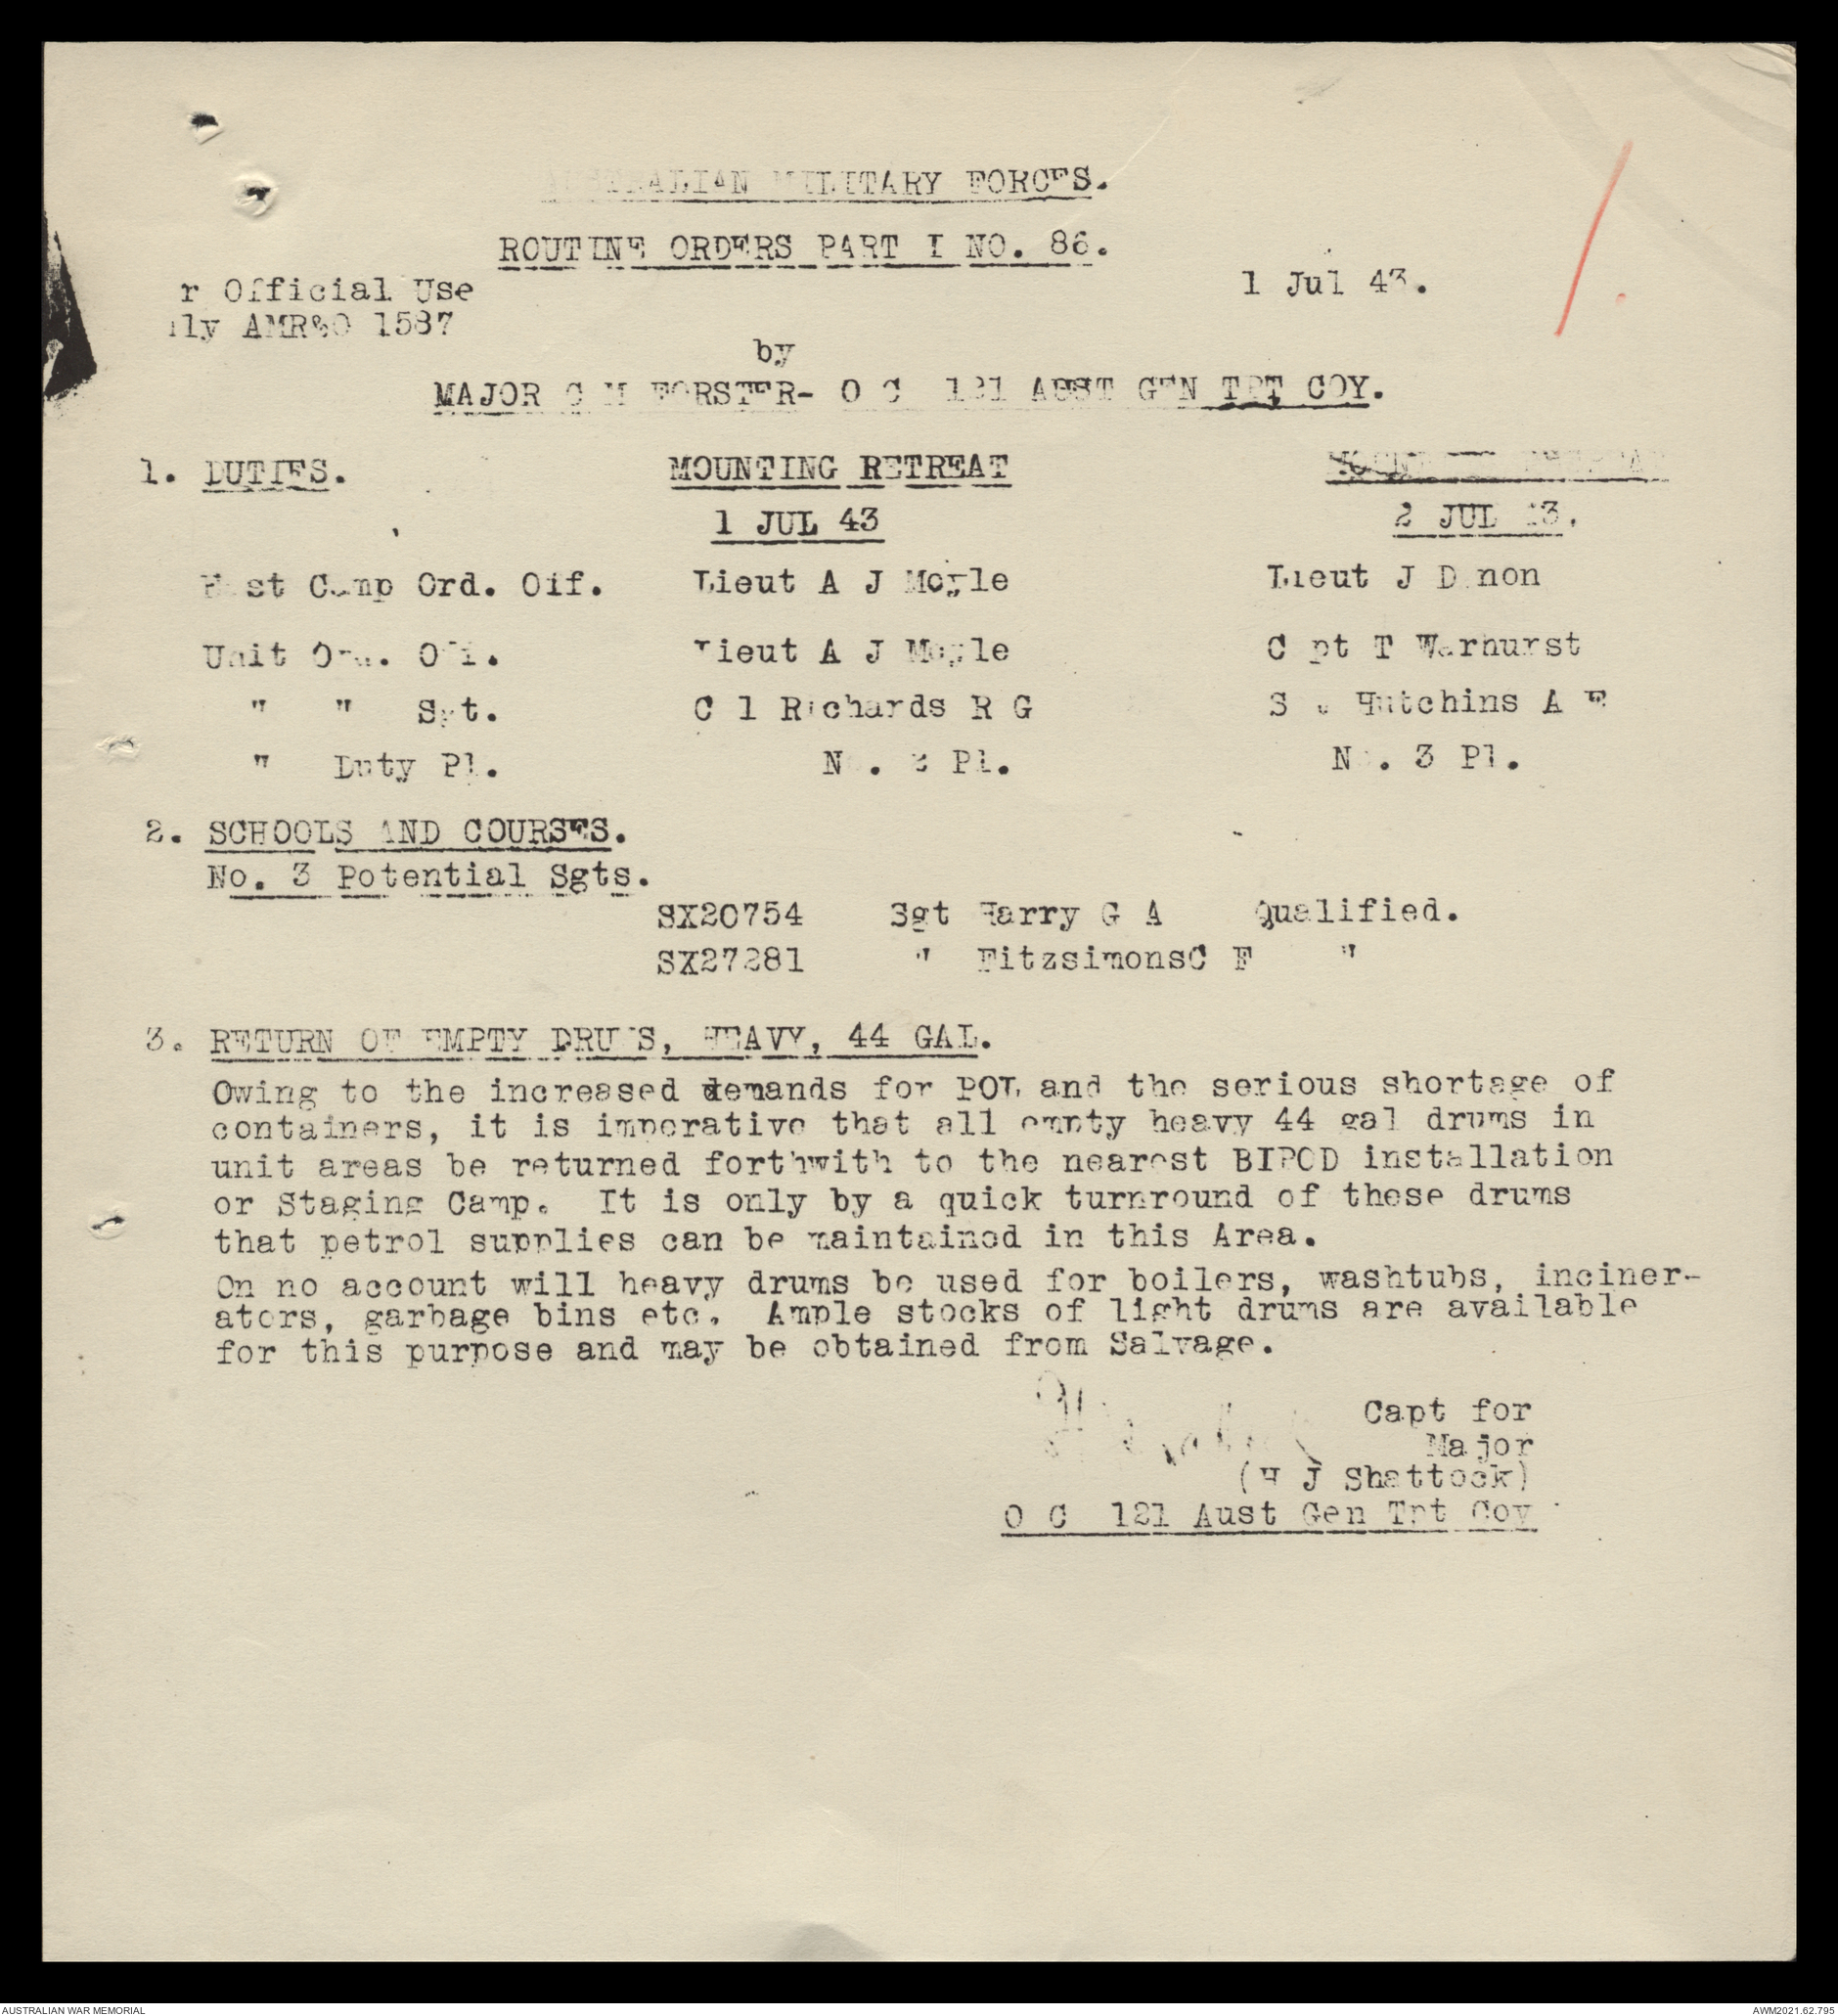 AUSTRALIAN MILITARY FORCES.
ROUTINE ORDERS PART I NO. 86.
r Official Use
1 Jul 43.
nly AMR&O 1587
by
MAJOR C M FORSTER- O C 121 AUST GEN TPT COY.
1. DUTIES. MOUNTING RETREAT MOUNTING RETREAT
1 JUL 43 2 JUL 43.
Camp Ord. Off. Lieut A J Lieut J
Unit Ord. Off. Lieut A J Capt T Warhurst
" " Sgt. Cpl Richards R G Sgt Hutchins A E
" Duty Pl. No. 2 Pl. No. 3 Pl.
2. SCHOOLS AND COURSES.
No. 3 Potential Sgts.
SX20754 Sgt Harry G A Qualified.
SX27281 " FitzsimonsC F "
3. RETURN OF EMPTY DRUMS, HEAVY, 44 GAL.
Owing to the increased demands for POL and the serious shortage of
containers, it is imperative that all empty heavy 44 gal drums in
unit areas be returned forthwith to the nearest BIPOD installation
or Staging Camp. It is only by a quick turnround of these drums
that petrol supplies can be maintained in this Area.
On no account will heavy drums be used for boilers, washtubs, inciner-
ators, garbage bins etc. Ample stocks of light drums are available
for this purpose and may be obtained from Salvage.
Capt for
Major
(H J Shattock)
O C 121 Aust Gen Tpt Coy
AUSTRALIAN WAR MEMORIAL
AWM2021.62.795